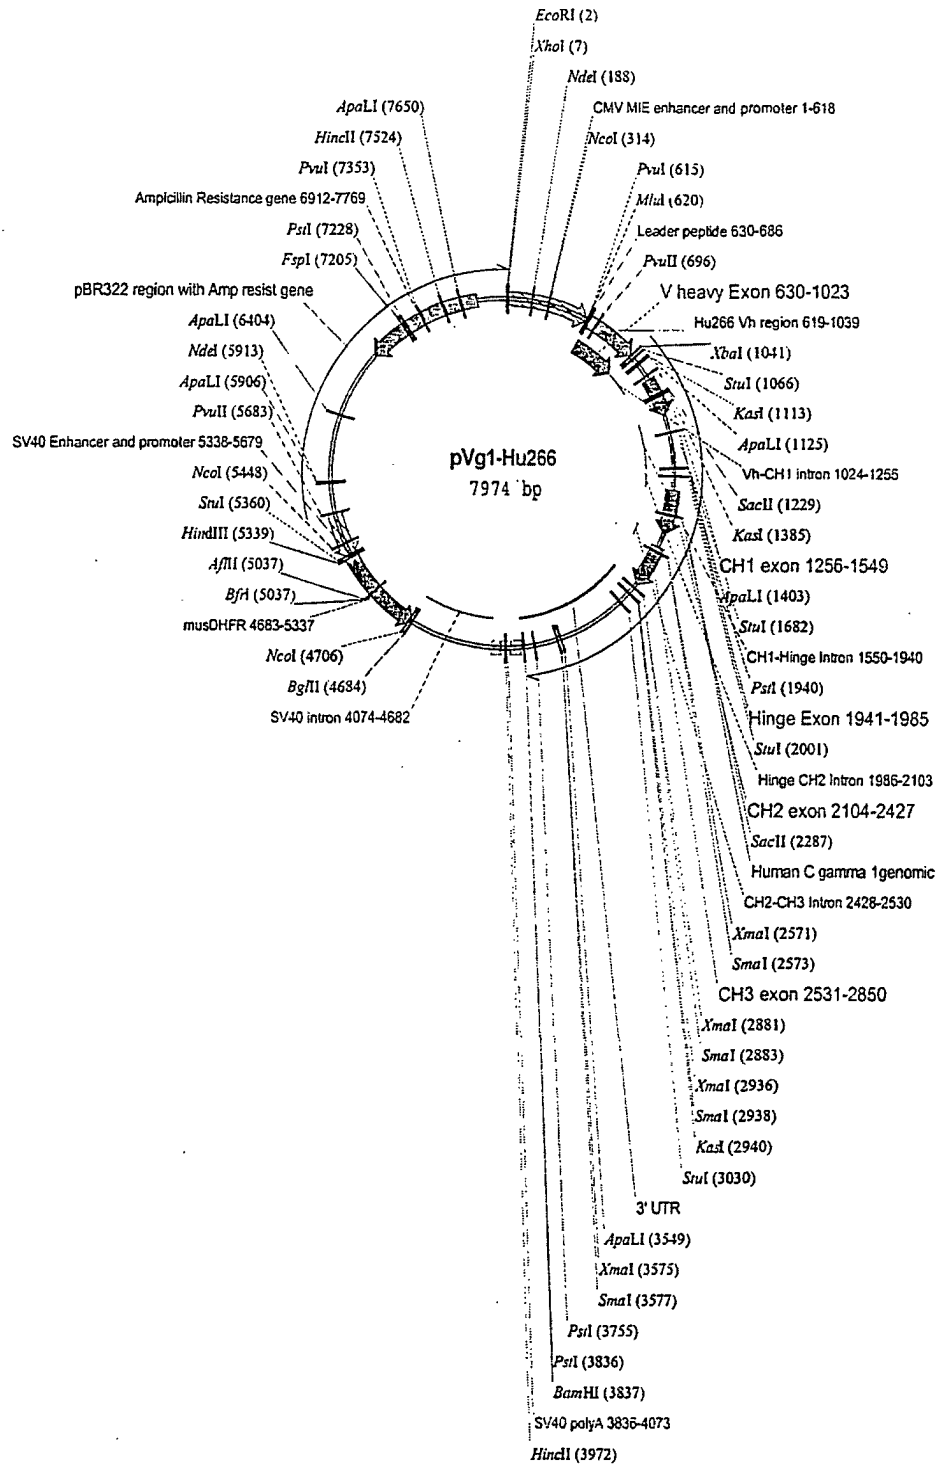 EcoRI (2)
XhoI (7)
NdeI (188)
CMV MIE enhancer and promoter 1-618
NcoI (314)
PvuI (615)
MluI (620)
Leader peptide 630-686
PvuII (696)
V heavy Exon 630-1023
Hu266 Vh region 619-1039
XbaI (1041)
StuI (1066)
KasI (1113)
ApaLI (1125)
Vh-CH1 intron 1024-1255
SacII (1229)
KasI (1385)
CH1 exon 1256-1549
ApaLI (1403)
StuI (1682)
CH1-Hinge Intron 1550-1940
PstI (1940)
Hinge Exon 1941-1985
StuI (2001)
Hinge CH2 Intron 1986-2103
CH2 exon 2104-2427
SacII (2287)
Human C gamma 1genomic
CH2-CH3 Intron 2428-2530
XmaI (2571)
SmaI (2573)
CH3 exon 2531-2850
XmaI (2881)
SmaI (2883)
XmaI (2936)
SmaI (2938)
KasI (2940)
StuI (3030)
3' UTR
ApaLI (3549)
XmaI (3575)
SmaI (3577)
PstI (3755)
PstI (3836)
BamHI (3837)
SV40 polyA 3836-4073
HincII (3972)
SV40 intron 4074-4682
BglII (4684)
NcoI (4706)
musDHFR 4683-5337
BfrI (5037)
AflII (5037)
HindIII (5339)
StuI (5360)
NcoI (5448)
SV40 Enhancer and promoter 5338-5679
PvuII (5683)
ApaLI (5906)
NdeI (5913)
ApaLI (6404)
pBR322 region with Amp resist gene
FspI (7205)
PstI (7228)
Ampicillin Resistance gene 6912-7769
PvuI (7353)
HincII (7524)
ApaLI (7650)
pVg1-Hu266
7974 bp